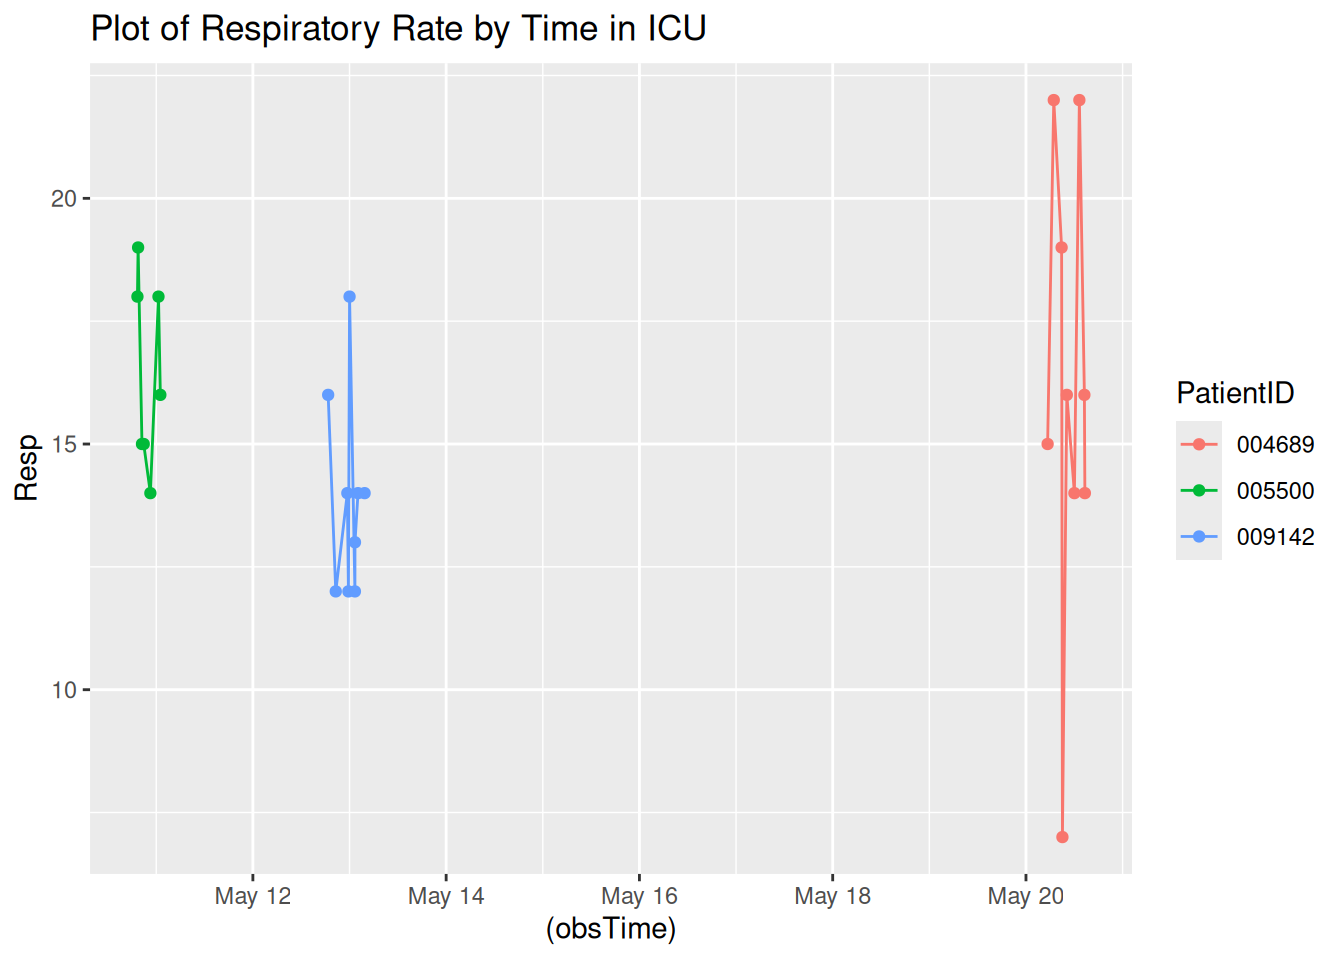 Plot of Respiratory Rate by Time in ICU
20
15
10
Resp
May 12
May 14
May 16
May 18
May 20
(obsTime)
PatientID
004689
005500
009142